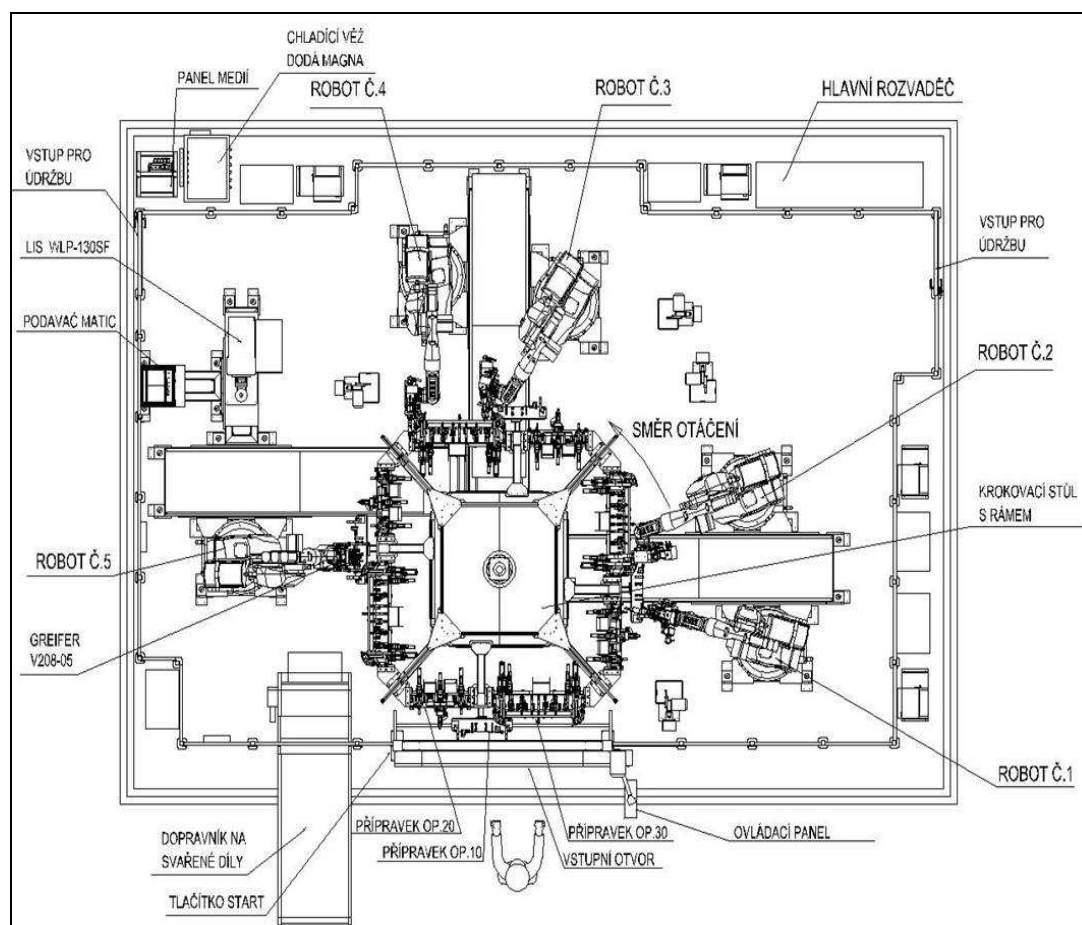 CHLADÍCÍ VĚŽ
DODÁ MAGNA
PANEL MEDIÍ
ROBOT Č.4
ROBOT Č.3
HLAVNÍ ROZVADĚČ
VSTUP PRO
ÚDRŽBU
LIS WLP-130SF
PODAVAČ MATIC
VSTUP PRO
ÚDRŽBU
ROBOT Č.2
SMĚR OTÁČENÍ
KROKOVACÍ STŮL
S RÁMEM
ROBOT Č.5
GREIFER
V208-05
ROBOT Č.1
PŘÍPRAVEK OP.20
PŘÍPRAVEK OP.10
PŘÍPRAVEK OP.30
VSTUPNÍ OTVOR
OVLÁDACÍ PANEL
DOPRAVNÍK NA
SVAŘENÉ DÍLY
TLAČÍTKO START